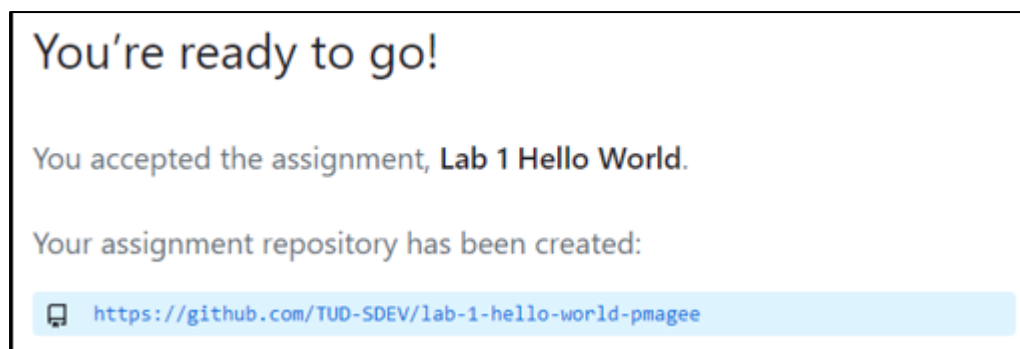 You’re ready to go!
You accepted the assignment, Lab 1 Hello World.
Your assignment repository has been created:
https://github.com/TUD-SDEV/lab-1-hello-world-pmagee